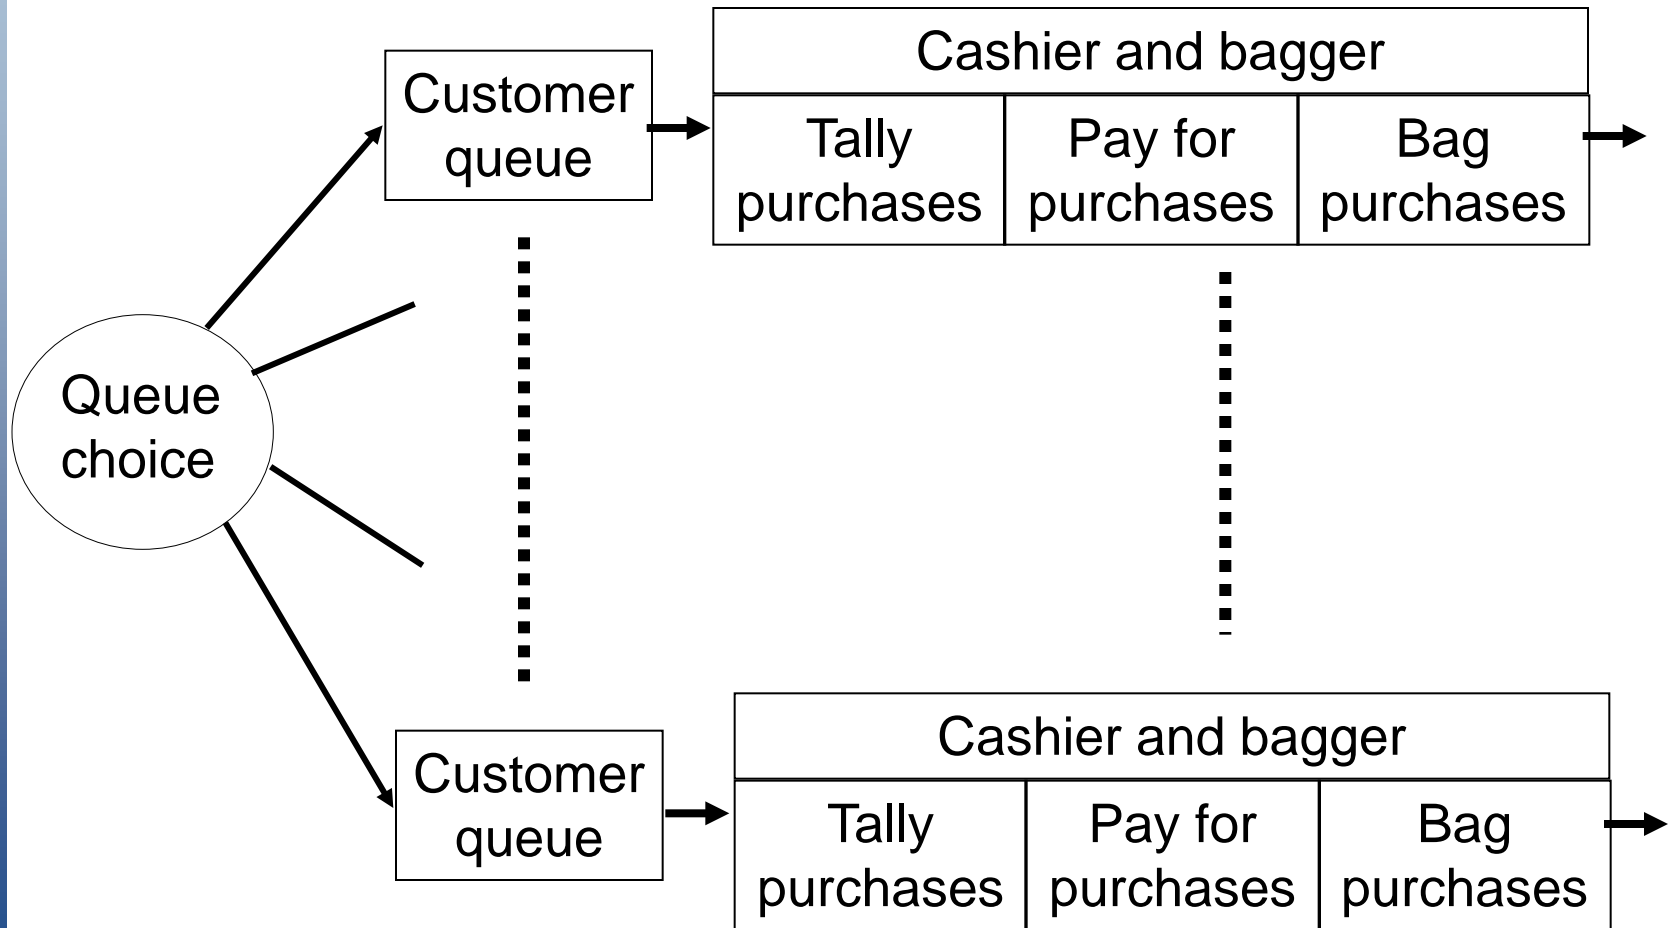 Cashier and bagger
Customer
queue
Tally
purchases
Pay for
purchases
Bag
purchases
Queue
choice
Cashier and bagger
Customer
queue
Tally
purchases
Pay for
purchases
Bag
purchases